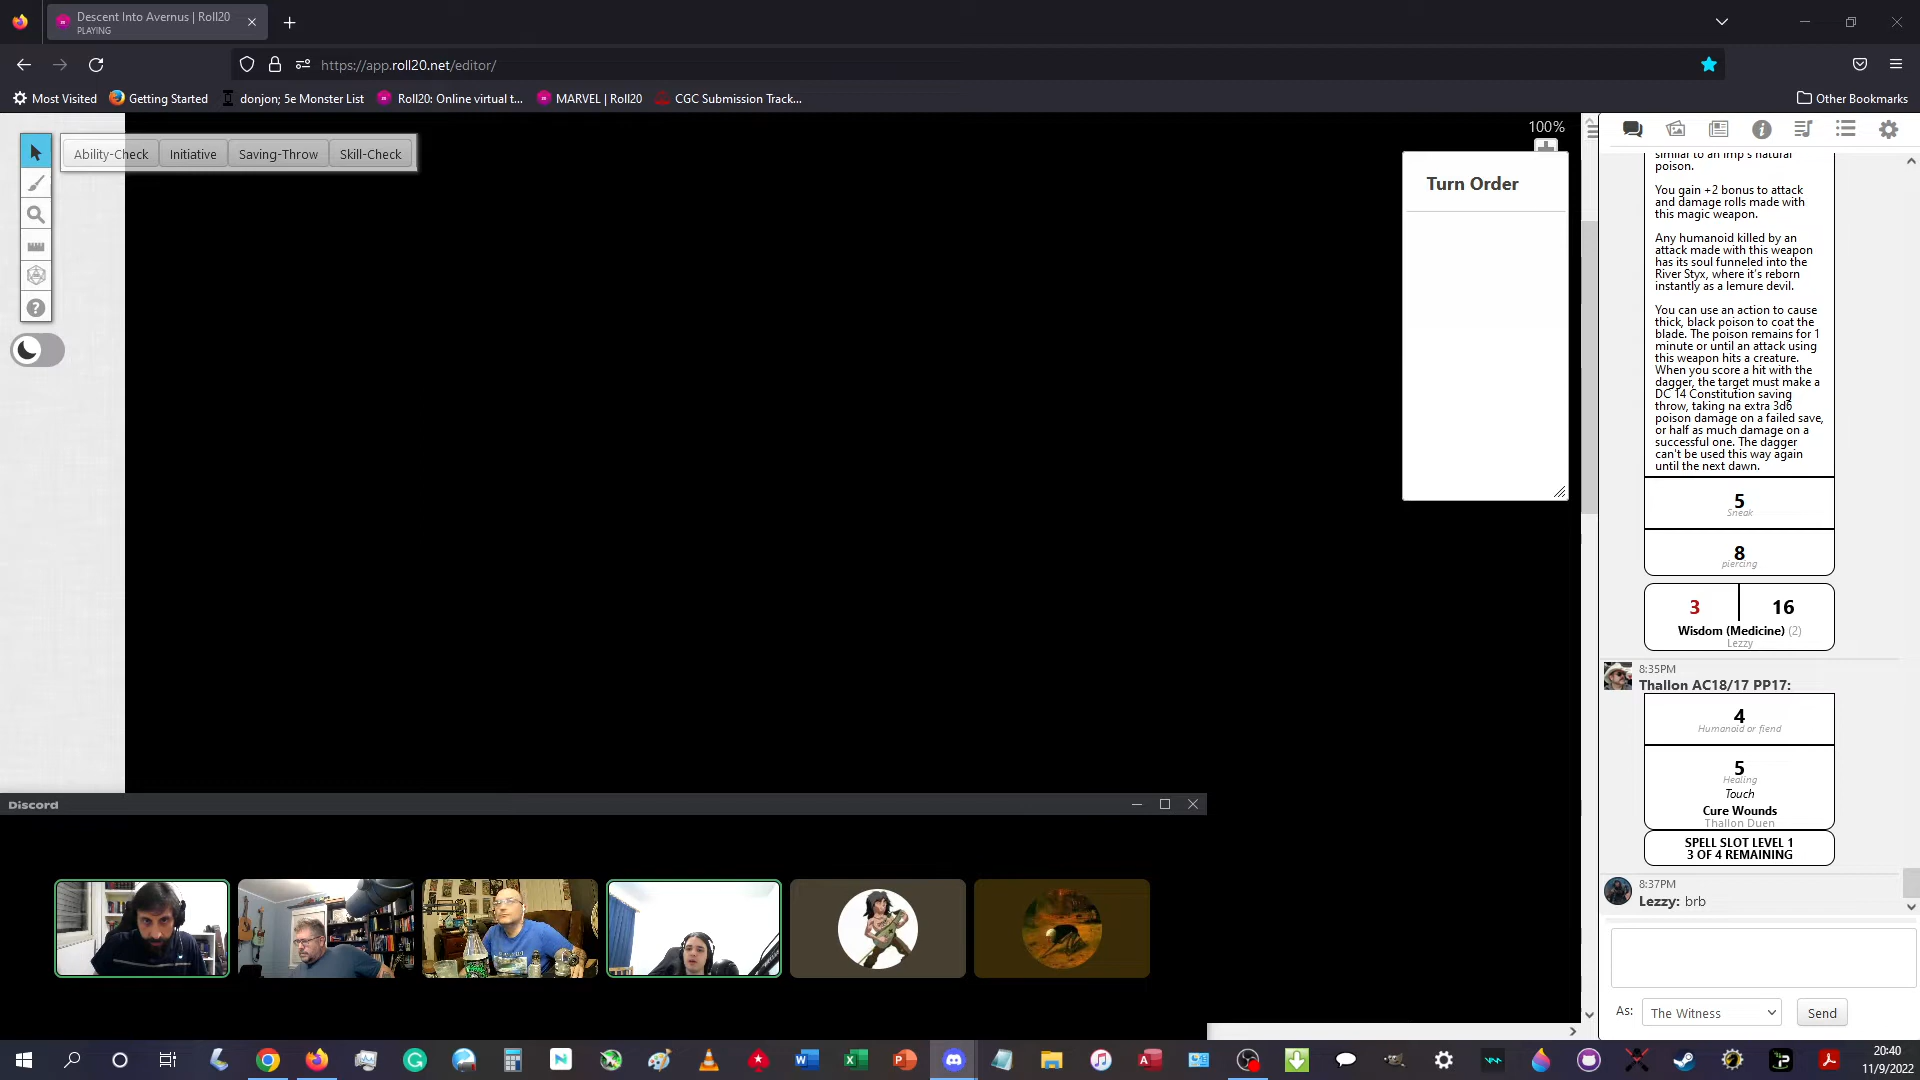 Descent Into Avernus | Roll20
PLAYING
https://app.roll20.net/editor/
Most Visited
Getting Started
donjon; 5e Monster List
Roll20: Online virtual t...
MARVEL | Roll20
CGC Submission Track...
Other Bookmarks
Ability-Check
Initiative
Saving-Throw
Skill-Check
100%
Turn Order
similar to an imp's natural
poison.
You gain +2 bonus to attack
and damage rolls made with
this magic weapon.
Any humanoid killed by an
attack made with this weapon
has its soul funneled into the
River Styx, where it's reborn
instantly as a lemure devil.
You can use an action to cause
thick, black poison to coat the
blade. The poison remains for 1
minute or until an attack using
this weapon hits a creature.
When you score a hit with the
dagger, the target must make a
DC 14 Constitution saving
throw, taking na extra 3d6
poison damage on a failed save,
or half as much damage on a
successful one. The dagger
can't be used this way again
until the next dawn.
5
Sneak
8
piercing
3 16
Wisdom (Medicine) (2)
Lezzy
8:35PM
Thallon AC18/17 PP17:
4
Humanoid or fiend
5
Healing
Touch
Cure Wounds
Thallon Duen
SPELL SLOT LEVEL 1
3 OF 4 REMAINING
8:37PM
Lezzy: brb
As: The Witness
Send
Discord
20:40
11/9/2022